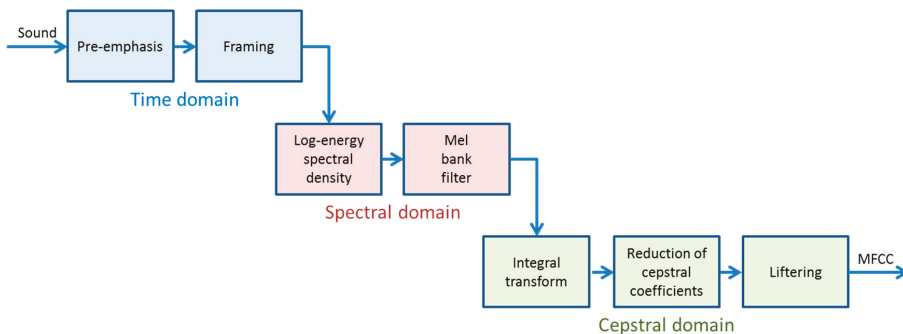 Sound
Pre-emphasis
Framing
Time domain
Log-energy
spectral
density
Mel
bank
filter
Spectral domain
Integral
transform
Reduction of
cepstral
coefficients
Liftering
MFCC
Cepstral domain